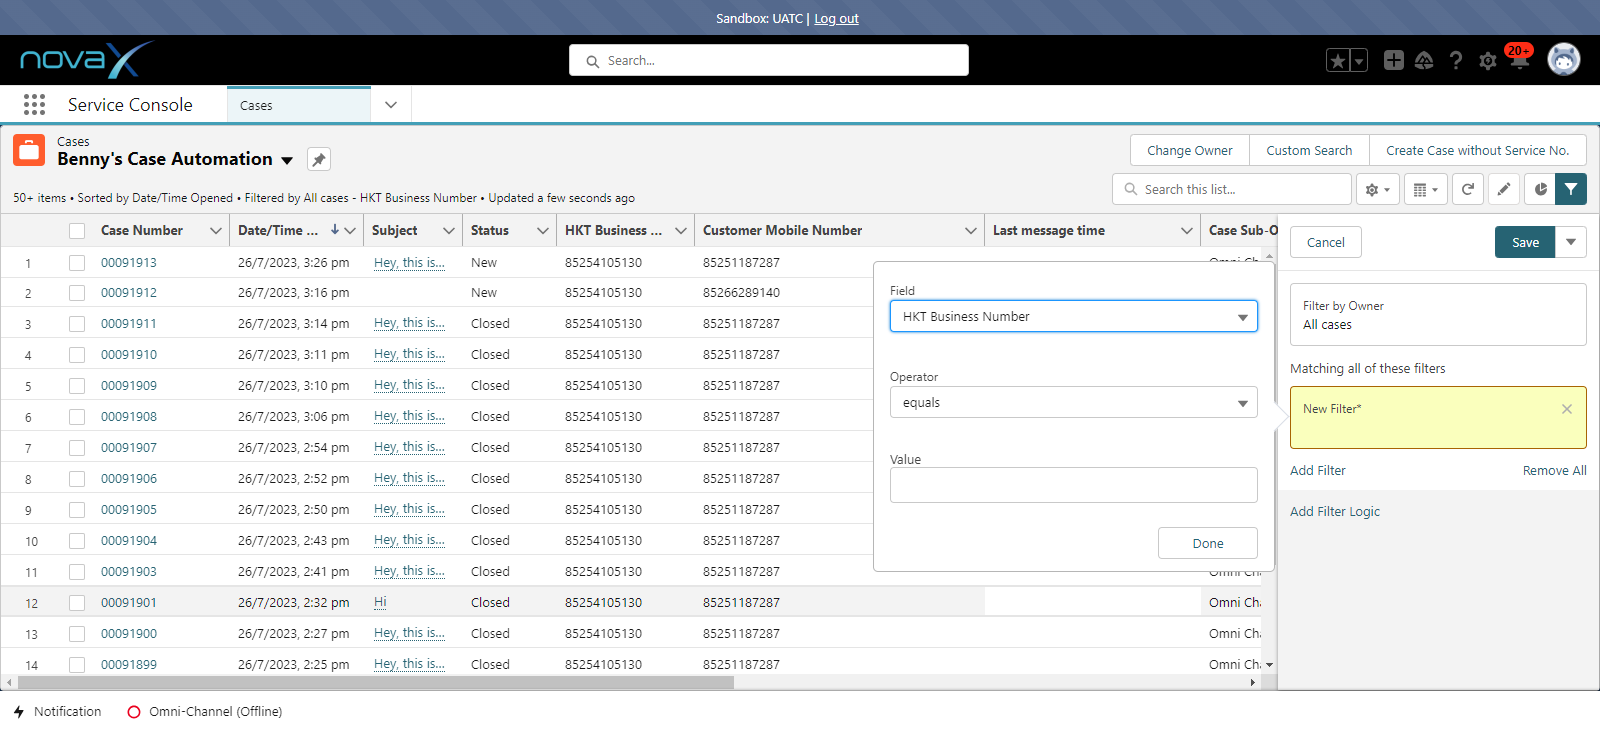 Sandbox: UATC | Log out
novaX
Search...
20+
Service Console
Cases
Cases
Benny's Case Automation
Change Owner
Custom Search
Create Case without Service No.
50+ items • Sorted by Date/Time Opened • Filtered by All cases - HKT Business Number • Updated a few seconds ago
Search this list...
Case Number Date/Time ... Subject Status HKT Business ... Customer Mobile Number Last message time Case Sub-O
1 00091913 26/7/2023, 3:26 pm Hey, this is... New 85254105130 85251187287 Omni Cha
2 00091912 26/7/2023, 3:16 pm New 85254105130 85266289140
3 00091911 26/7/2023, 3:14 pm Hey, this is... Closed 85254105130 85251187287
4 00091910 26/7/2023, 3:11 pm Hey, this is... Closed 85254105130 85251187287
5 00091909 26/7/2023, 3:10 pm Hey, this is... Closed 85254105130 85251187287
6 00091908 26/7/2023, 3:06 pm Hey, this is... Closed 85254105130 85251187287
7 00091907 26/7/2023, 2:54 pm Hey, this is... Closed 85254105130 85251187287
8 00091906 26/7/2023, 2:52 pm Hey, this is... Closed 85254105130 85251187287
9 00091905 26/7/2023, 2:50 pm Hey, this is... Closed 85254105130 85251187287
10 00091904 26/7/2023, 2:43 pm Hey, this is... Closed 85254105130 85251187287
11 00091903 26/7/2023, 2:41 pm Hey, this is... Closed 85254105130 85251187287 Omni Cha
12 00091901 26/7/2023, 2:32 pm Hi Closed 85254105130 85251187287 Omni Cha
13 00091900 26/7/2023, 2:27 pm Hey, this is... Closed 85254105130 85251187287 Omni Cha
14 00091899 26/7/2023, 2:25 pm Hey, this is... Closed 85254105130 85251187287 Omni Cha
Field
HKT Business Number
Operator
equals
Value
Done
Cancel
Save
Filter by Owner
All cases
Matching all of these filters
New Filter*
Add Filter
Remove All
Add Filter Logic
Notification
Omni-Channel (Offline)